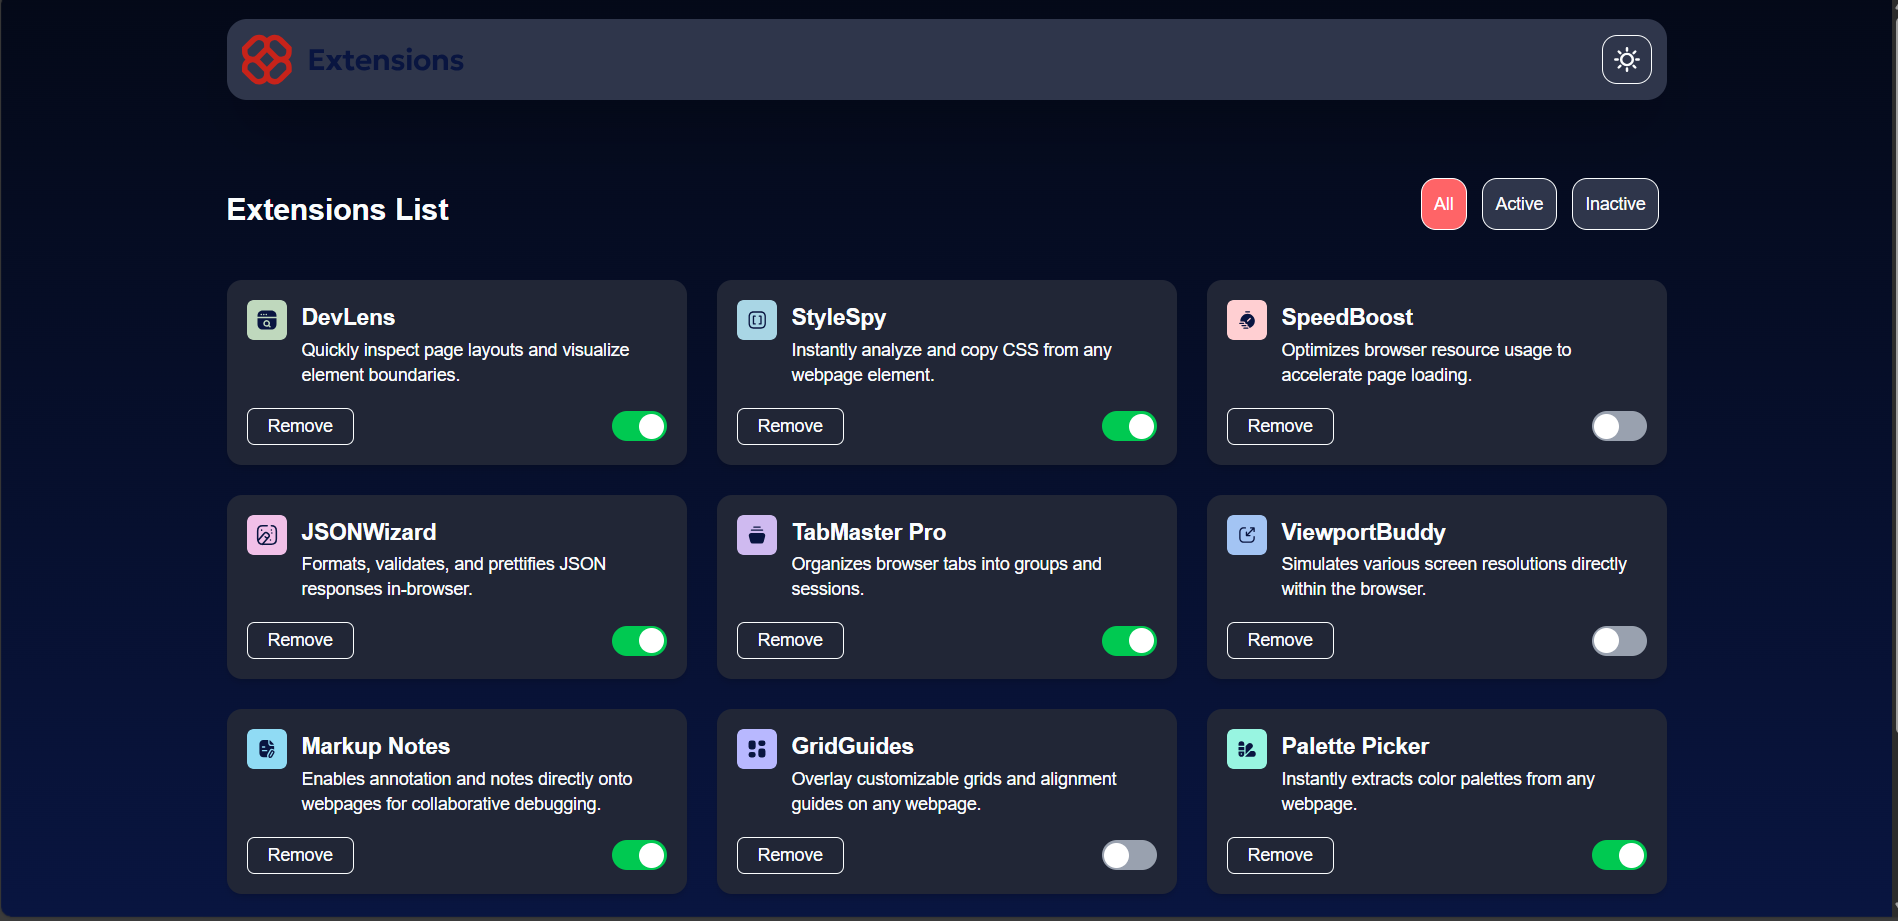 Extensions
Extensions List
All
Active
Inactive
DevLens
Quickly inspect page layouts and visualize
element boundaries.
Remove
StyleSpy
Instantly analyze and copy CSS from any
webpage element.
Remove
SpeedBoost
Optimizes browser resource usage to
accelerate page loading.
Remove
JSONWizard
Formats, validates, and prettifies JSON
responses in-browser.
Remove
TabMaster Pro
Organizes browser tabs into groups and
sessions.
Remove
ViewportBuddy
Simulates various screen resolutions directly
within the browser.
Remove
Markup Notes
Enables annotation and notes directly onto
webpages for collaborative debugging.
Remove
GridGuides
Overlay customizable grids and alignment
guides on any webpage.
Remove
Palette Picker
Instantly extracts color palettes from any
webpage.
Remove